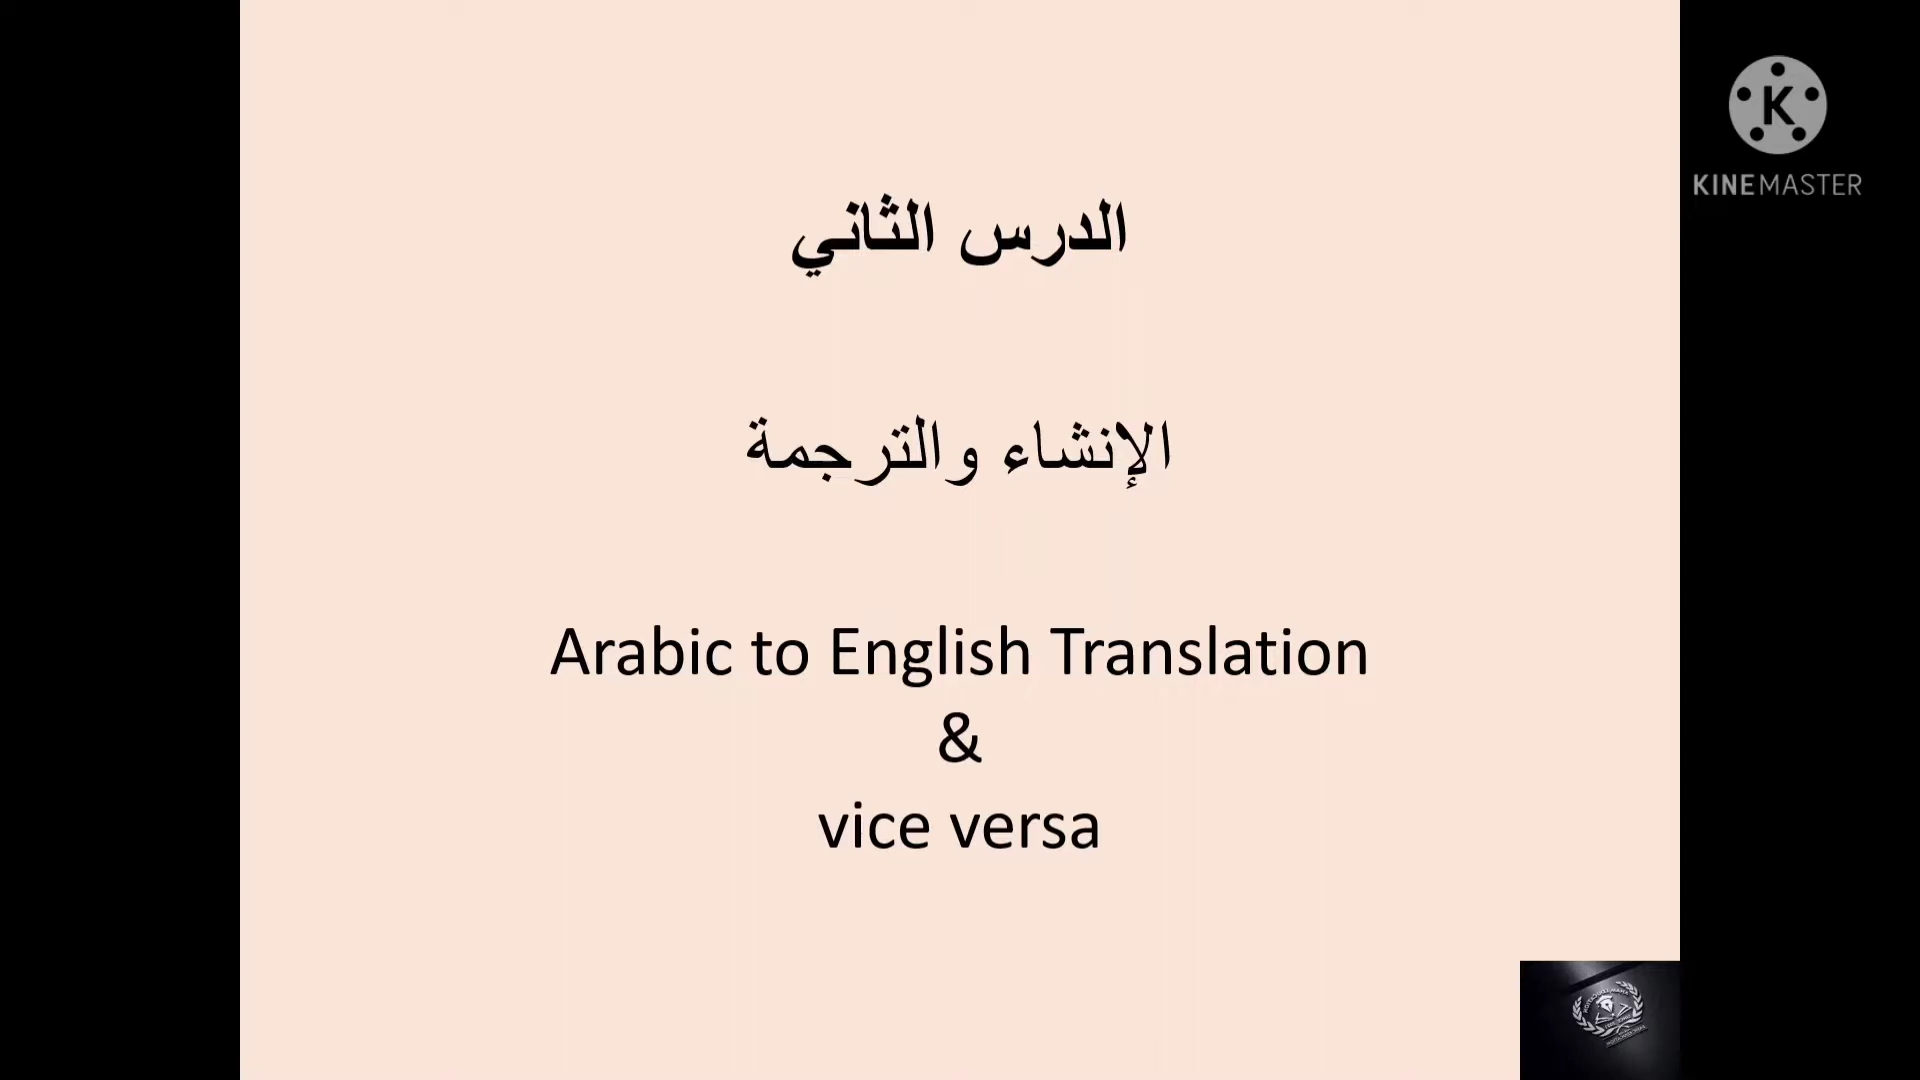 الدرس الثاني
الإنشاء والترجمة
Arabic to English Translation
&
vice versa
K
KINEMASTER